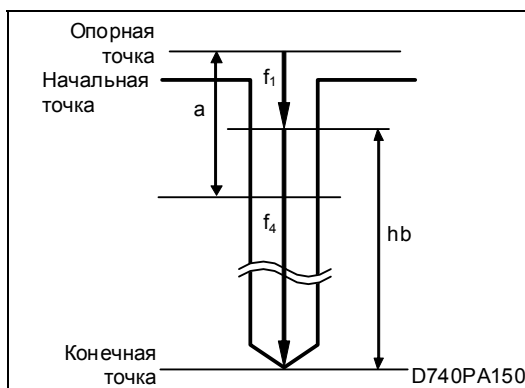 Опорная
точка
Начальная
точка
f₁
a
f₄
hb
Конечная
точка
D740PA150